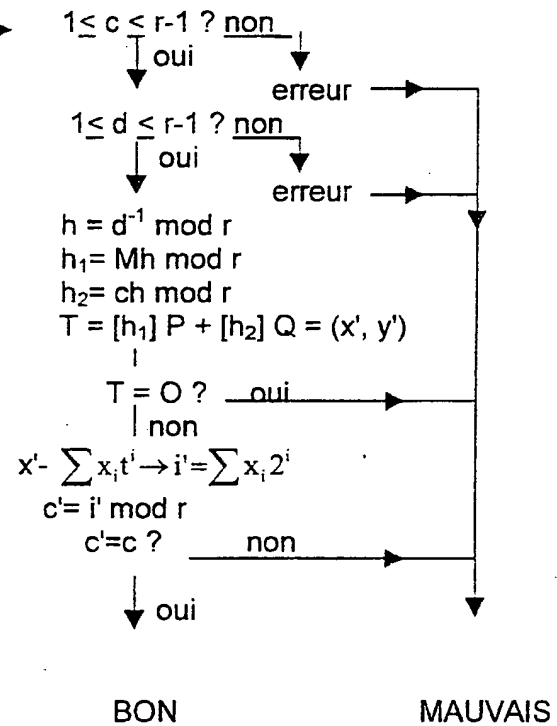 1≤ c ≤ r-1 ? non
oui
erreur
1≤ d ≤ r-1 ? non
oui
erreur
h = d⁻¹ mod r
h₁= Mh mod r
h₂= ch mod r
T = [h₁] P + [h₂] Q = (x', y')
T = O ? oui
non
x'- ∑ xᵢtⁱ → i'= ∑ xᵢ2ⁱ
c'= i' mod r
c'=c ? non
oui
BON MAUVAIS